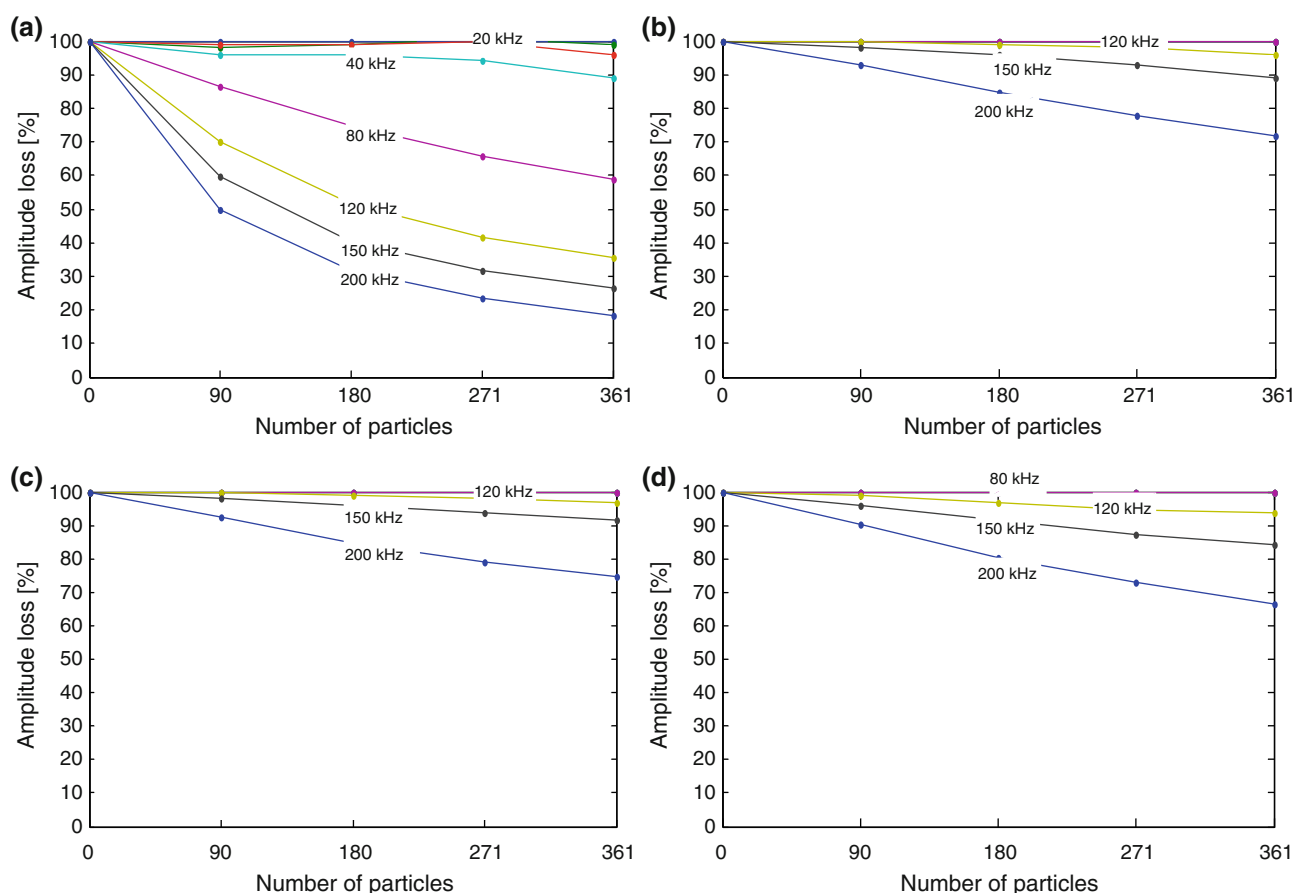 (a)
100
90
80
70
60
50
40
30
20
10
0
Amplitude loss [%]
20 kHz
40 kHz
80 kHz
120 kHz
150 kHz
200 kHz
0 90 180 271 361
Number of particles
(b)
100
90
80
70
60
50
40
30
20
10
0
Amplitude loss [%]
120 kHz
150 kHz
200 kHz
0 90 180 271 361
Number of particles
(c)
100
90
80
70
60
50
40
30
20
10
0
Amplitude loss [%]
120 kHz
150 kHz
200 kHz
0 90 180 271 361
Number of particles
(d)
100
90
80
70
60
50
40
30
20
10
0
Amplitude loss [%]
80 kHz
120 kHz
150 kHz
200 kHz
0 90 180 271 361
Number of particles